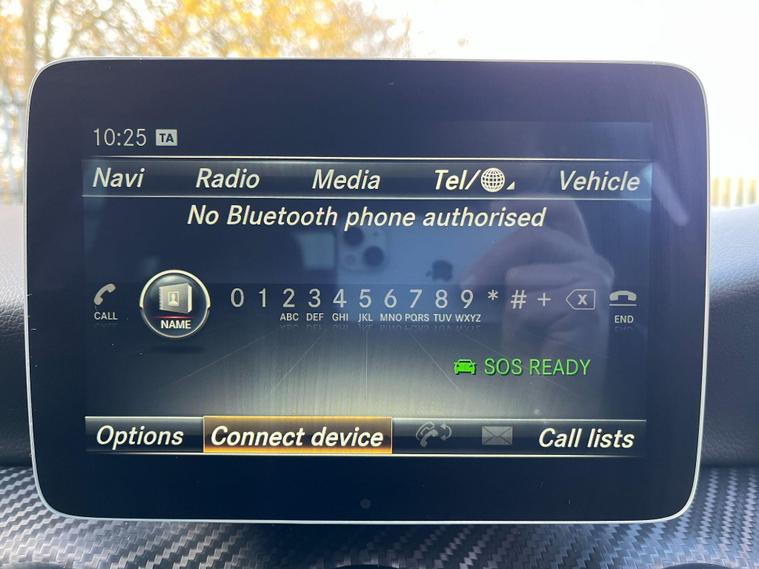 10:25 TA
Navi Radio Media Tel/ Vehicle
No Bluetooth phone authorised
CALL NAME 0 1 2 3 4 5 6 7 8 9 * # + X END
ABC DEF GHI JKL MNO PQRS TUV WXYZ
SOS READY
Options Connect device Call lists